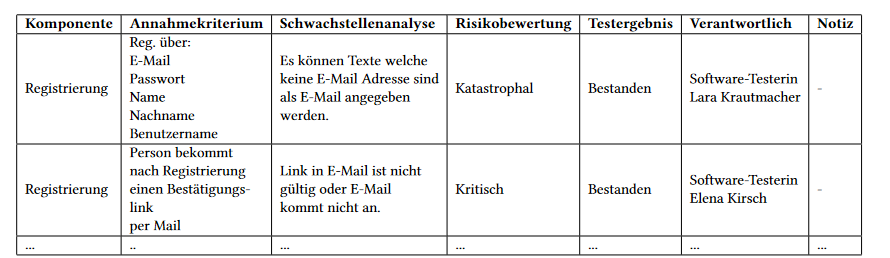 Komponente Annahmekriterium Schwachstellenanalyse Risikobewertung Testergebnis Verantwortlich Notiz
Registrierung
Reg. über:
E-Mail
Passwort
Name
Nachname
Benutzername
Es können Texte welche
keine E-Mail Adresse sind
als E-Mail angegeben
werden.
Katastrophal
Bestanden
Software-Testerin
Lara Krautmacher
-
Registrierung
Person bekommt
nach Registrierung
einen Bestätigungs-
link
per Mail
Link in E-Mail ist nicht
gültig oder E-Mail
kommt nicht an.
Kritisch
Bestanden
Software-Testerin
Elena Kirsch
-
... .. ... ... ... ... ...